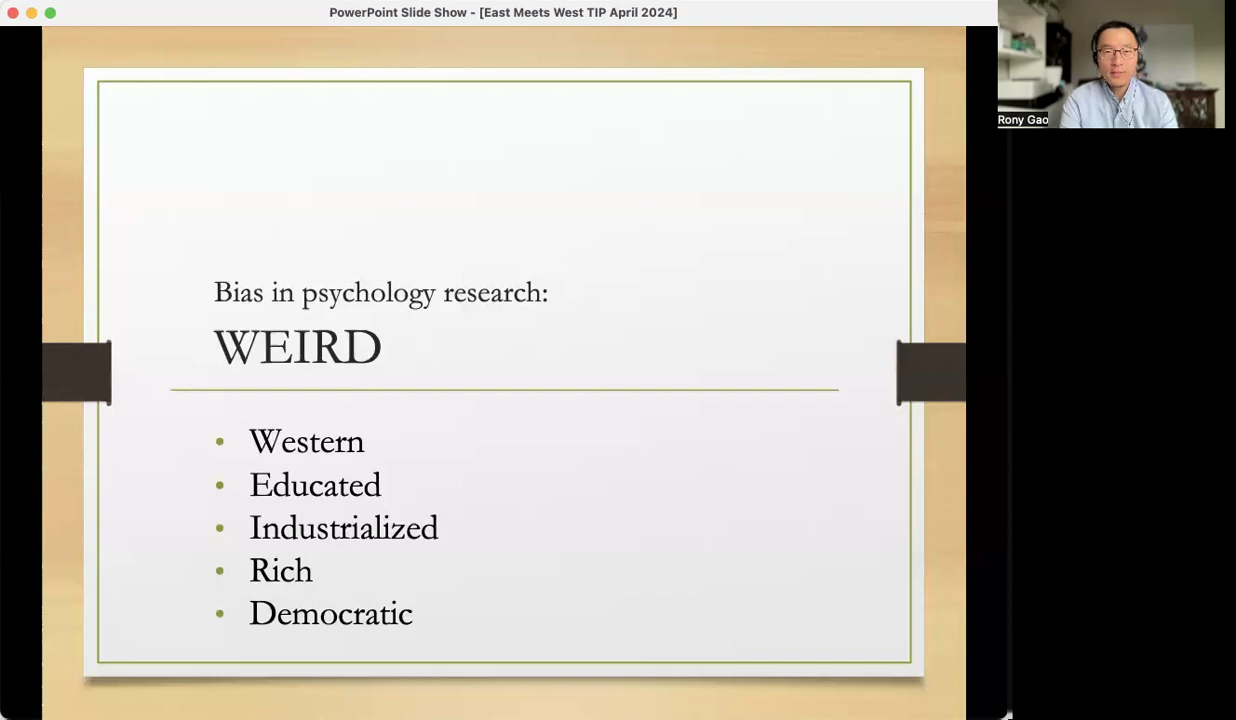 PowerPoint Slide Show - [East Meets West TIP April 2024]
Rony Gao
Bias in psychology research:
WEIRD
• Western
• Educated
• Industrialized
• Rich
• Democratic